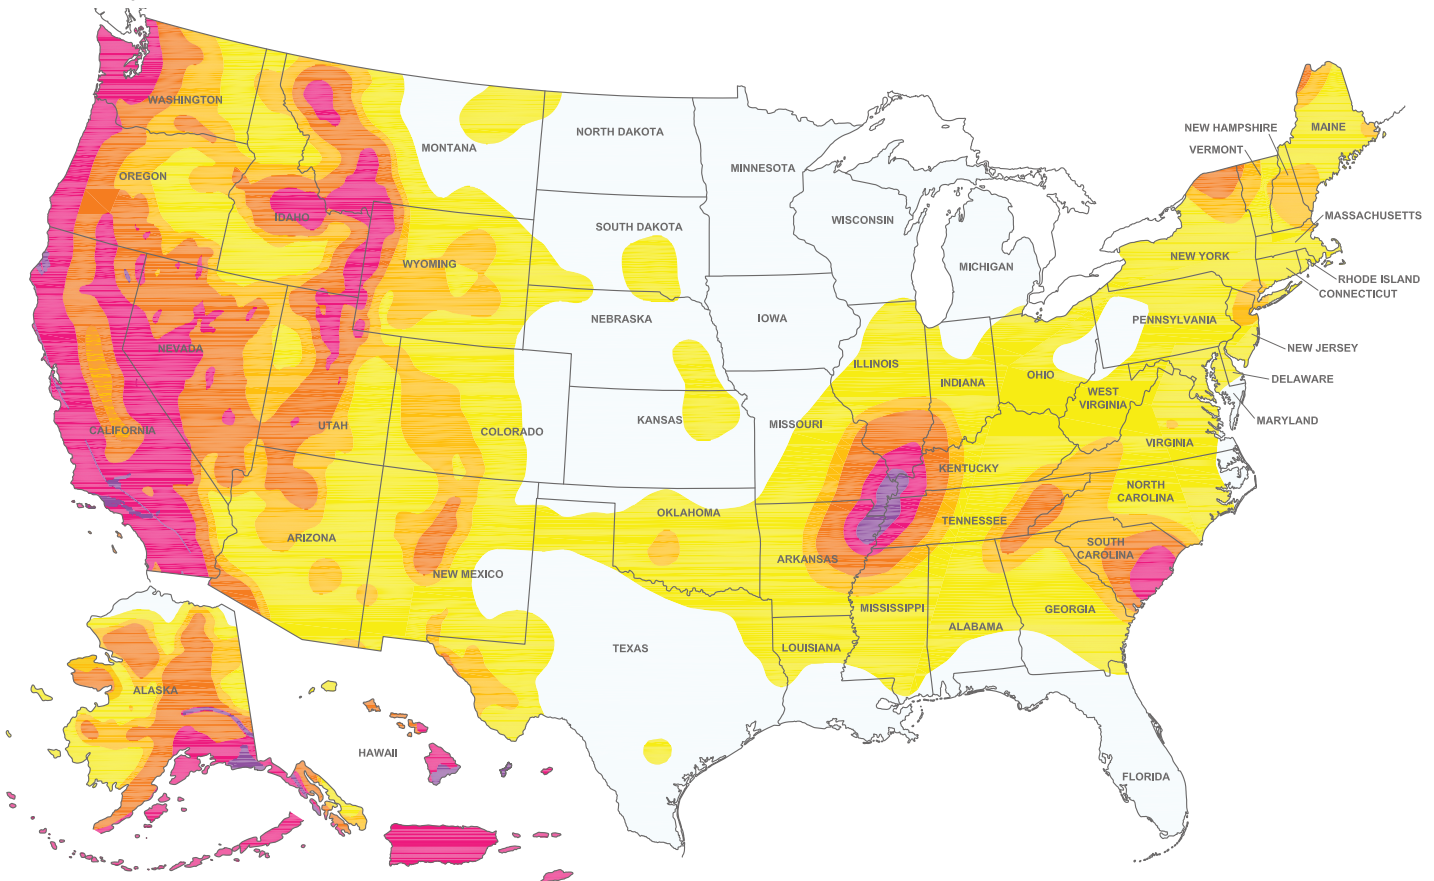 WASHINGTON
OREGON
IDAHO
MONTANA
WYOMING
NEVADA
UTAH
CALIFORNIA
COLORADO
ARIZONA
NEW MEXICO
NORTH DAKOTA
SOUTH DAKOTA
NEBRASKA
KANSAS
OKLAHOMA
TEXAS
MINNESOTA
IOWA
MISSOURI
ARKANSAS
LOUISIANA
WISCONSIN
ILLINOIS
MICHIGAN
INDIANA
OHIO
KENTUCKY
TENNESSEE
MISSISSIPPI
ALABAMA
GEORGIA
FLORIDA
SOUTH
CAROLINA
NORTH
CAROLINA
VIRGINIA
WEST
VIRGINIA
PENNSYLVANIA
NEW YORK
MAINE
NEW HAMPSHIRE
VERMONT
MASSACHUSETTS
RHODE ISLAND
CONNECTICUT
NEW JERSEY
DELAWARE
MARYLAND
ALASKA
HAWAII